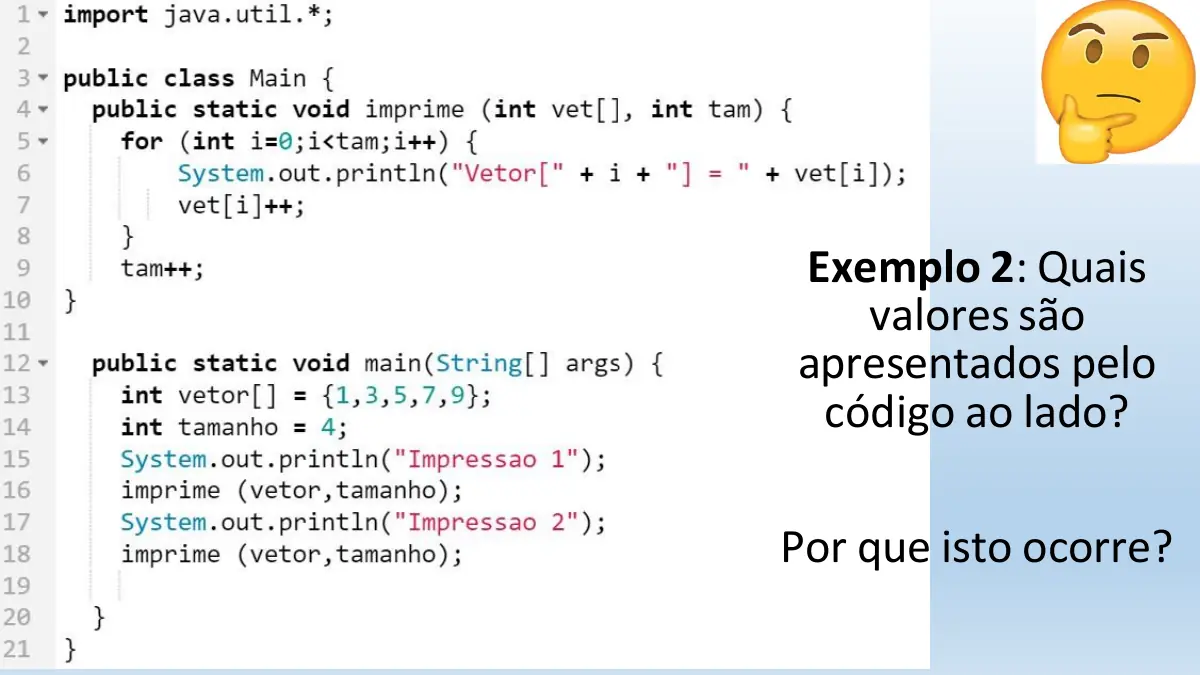 1 import java.util.*;
2
3 public class Main {
4 public static void imprime (int vet[], int tam) {
5 for (int i=0;i<tam;i++) {
6 System.out.println("Vetor[" + i + "] = " + vet[i]);
7 vet[i]++;
8 }
9 tam++;
10 }
11
12 public static void main(String[] args) {
13 int vetor[] = {1,3,5,7,9};
14 int tamanho = 4;
15 System.out.println("Impressao 1");
16 imprime (vetor,tamanho);
17 System.out.println("Impressao 2");
18 imprime (vetor,tamanho);
19
20 }
21 }
Exemplo 2: Quais
valores são
apresentados pelo
código ao lado?
Por que isto ocorre?